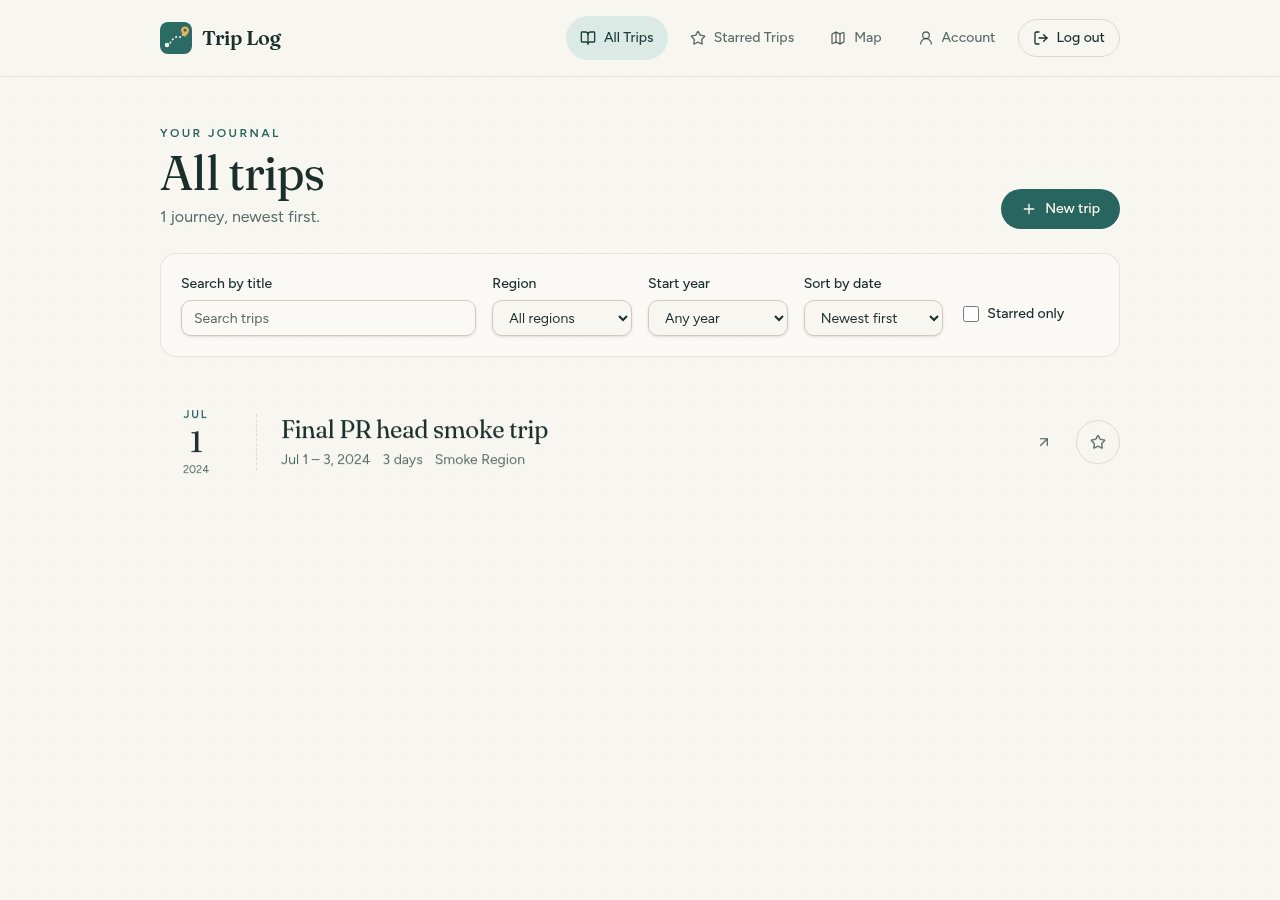 Trip Log
All Trips
Starred Trips
Map
Account
Log out
YOUR JOURNAL
All trips
1 journey, newest first.
New trip
Search by title
Region
Start year
Sort by date
Search trips
All regions
Any year
Newest first
Starred only
JUL
1
2024
Final PR head smoke trip
Jul 1 – 3, 2024 3 days Smoke Region